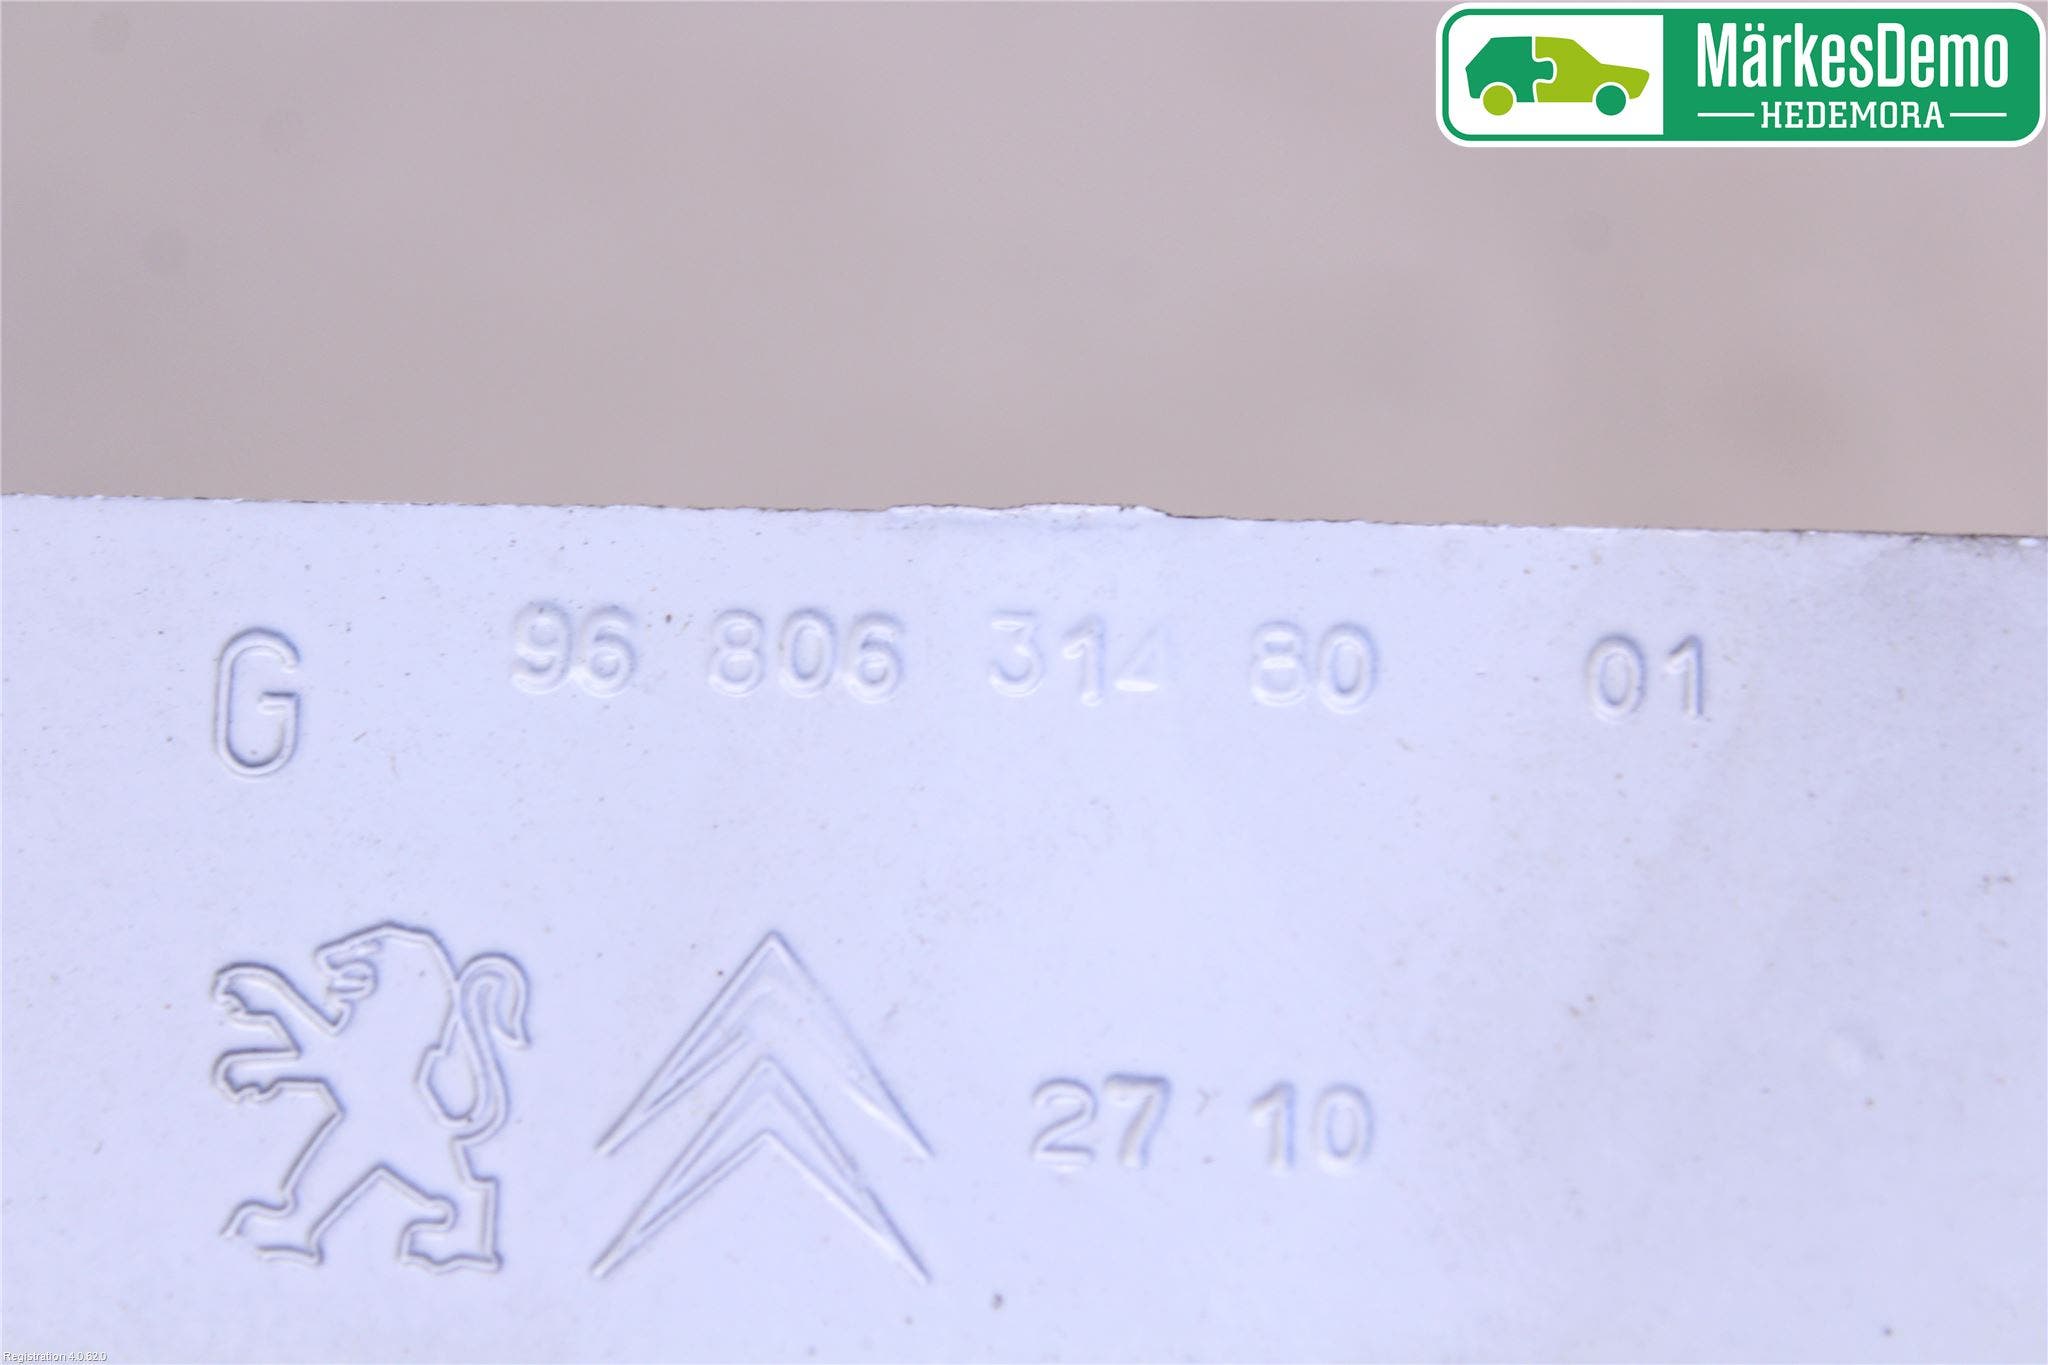 MärkesDemo
HEDEMORA
G 96 806 314 80 01
27 10
Registration 4.0.62.0